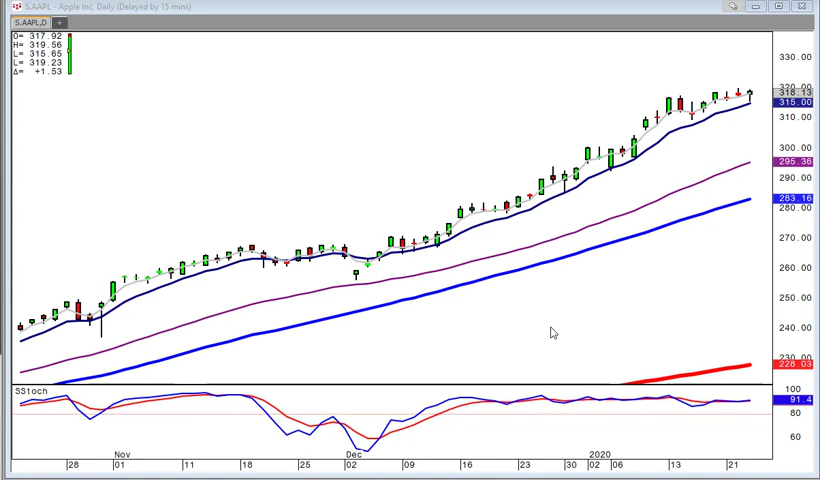 S.AAPL - Apple Inc, Daily (Delayed by 15 mins)
S.AAPL,D +
O= 317.92
H= 319.56
L= 315.65
L= 319.23
Δ= +1.53
330.00
320.00
318.13
315.00
310.00
300.00
295.36
290.00
283.16
280.00
270.00
260.00
250.00
240.00
230.00
228.03
SStoch
100
91.4
80
60
Nov Dec 2020
28 01 11 18 25 02 09 16 23 30 02 06 13 21